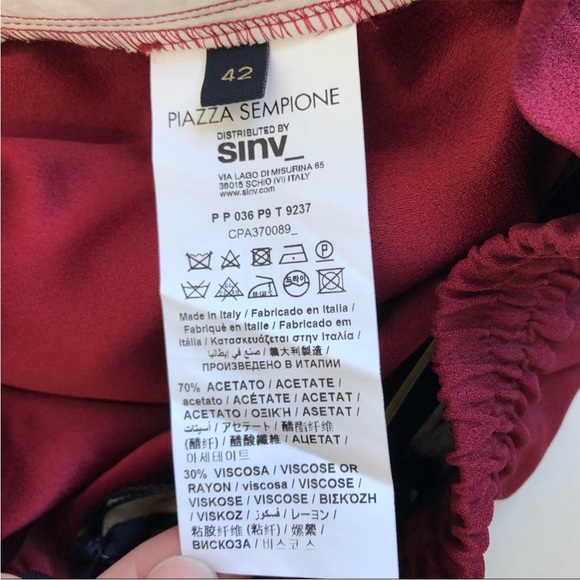 42
PIAZZA SEMPIONE
DISTRIBUTED BY
sinv_
VIA LAGO DI MISURINA 65
36015 SCHIO (VI) ITALY
www.sinv.com
P P 036 P9 T 9237
CPA370089_
드라이
Made in Italy / Fabricado en Italia /
Fabriqué en Italie / Fabricado em
Itália / Κατασκευάζεται στην Ιταλία /
صنع في إيطاليا / 義大利製造 /
ПРОИЗВЕДЕНО В ИТАЛИИ
70% ACETATO / ACETATE /
acetato / ACÉTATE / ACETAT /
ACETATO / ΟΞΙΚΉ / ASETAT /
أسيتات / アセテート / 醋酯纤维
(醋纤) / 醋酸纖維 / АЦЕТАТ /
아세테이트
30% VISCOSA / VISCOSE OR
RAYON / viscosa / VISCOSE /
VISKOSE / VISCOSE / ΒΙΣΚΌΖΗ
/ VISKOZ / فسكوز / レーヨン /
粘胶纤维 (粘纤) / 嫘縈 /
ВИСКОЗА / 비스코스